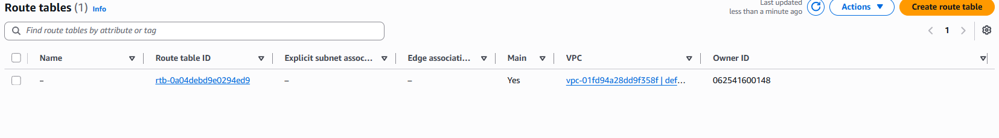 Route tables (1) Info
Last updated
less than a minute ago
Actions
Create route table
Find route tables by attribute or tag
1
Name Route table ID Explicit subnet assoc... Edge associati... Main VPC Owner ID
– rtb-0a04debd9e0294ed9 – – Yes vpc-01fd94a28dd9f358f | def... 062541600148